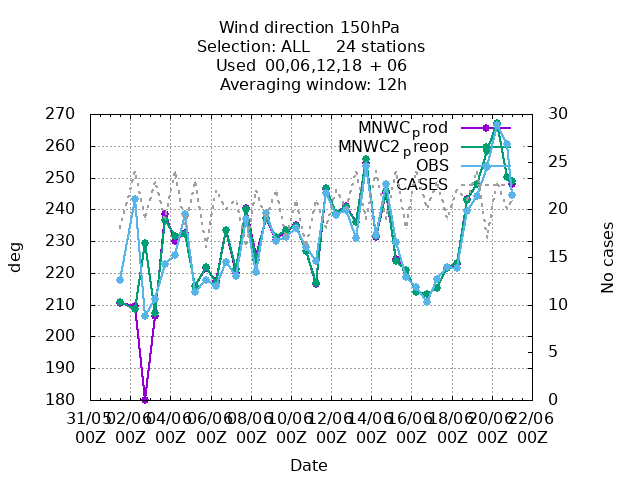 Wind direction 150hPa
Selection: ALL 24 stations
Used 00,06,12,18 + 06
Averaging window: 12h
270
260
250
240
230
220
210
200
190
180
30
25
20
15
10
5
0
MNWCprod
MNWC2preop
OBS
CASES
deg
No cases
31/05 02/06 04/06 06/06 08/06 10/06 12/06 14/06 16/06 18/06 20/06 22/06
00Z 00Z 00Z 00Z 00Z 00Z 00Z 00Z 00Z 00Z 00Z 00Z
Date